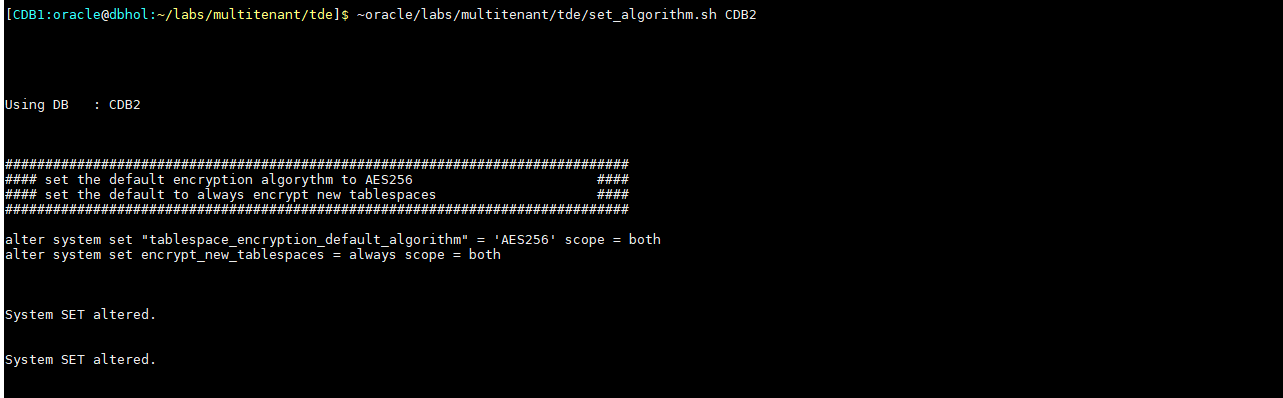 [CDB1:oracle@dbhol:~/labs/multitenant/tde]$ ~oracle/labs/multitenant/tde/set_algorithm.sh CDB2
Using DB   : CDB2
##############################################################################
#### set the default encryption algorythm to AES256                       ####
#### set the default to always encrypt new tablespaces                    ####
##############################################################################
alter system set "tablespace_encryption_default_algorithm" = 'AES256' scope = both
alter system set encrypt_new_tablespaces = always scope = both
System SET altered.
System SET altered.